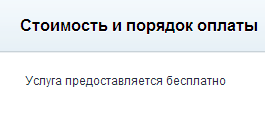 Стоимость и порядок оплаты
Услуга предоставляется бесплатно